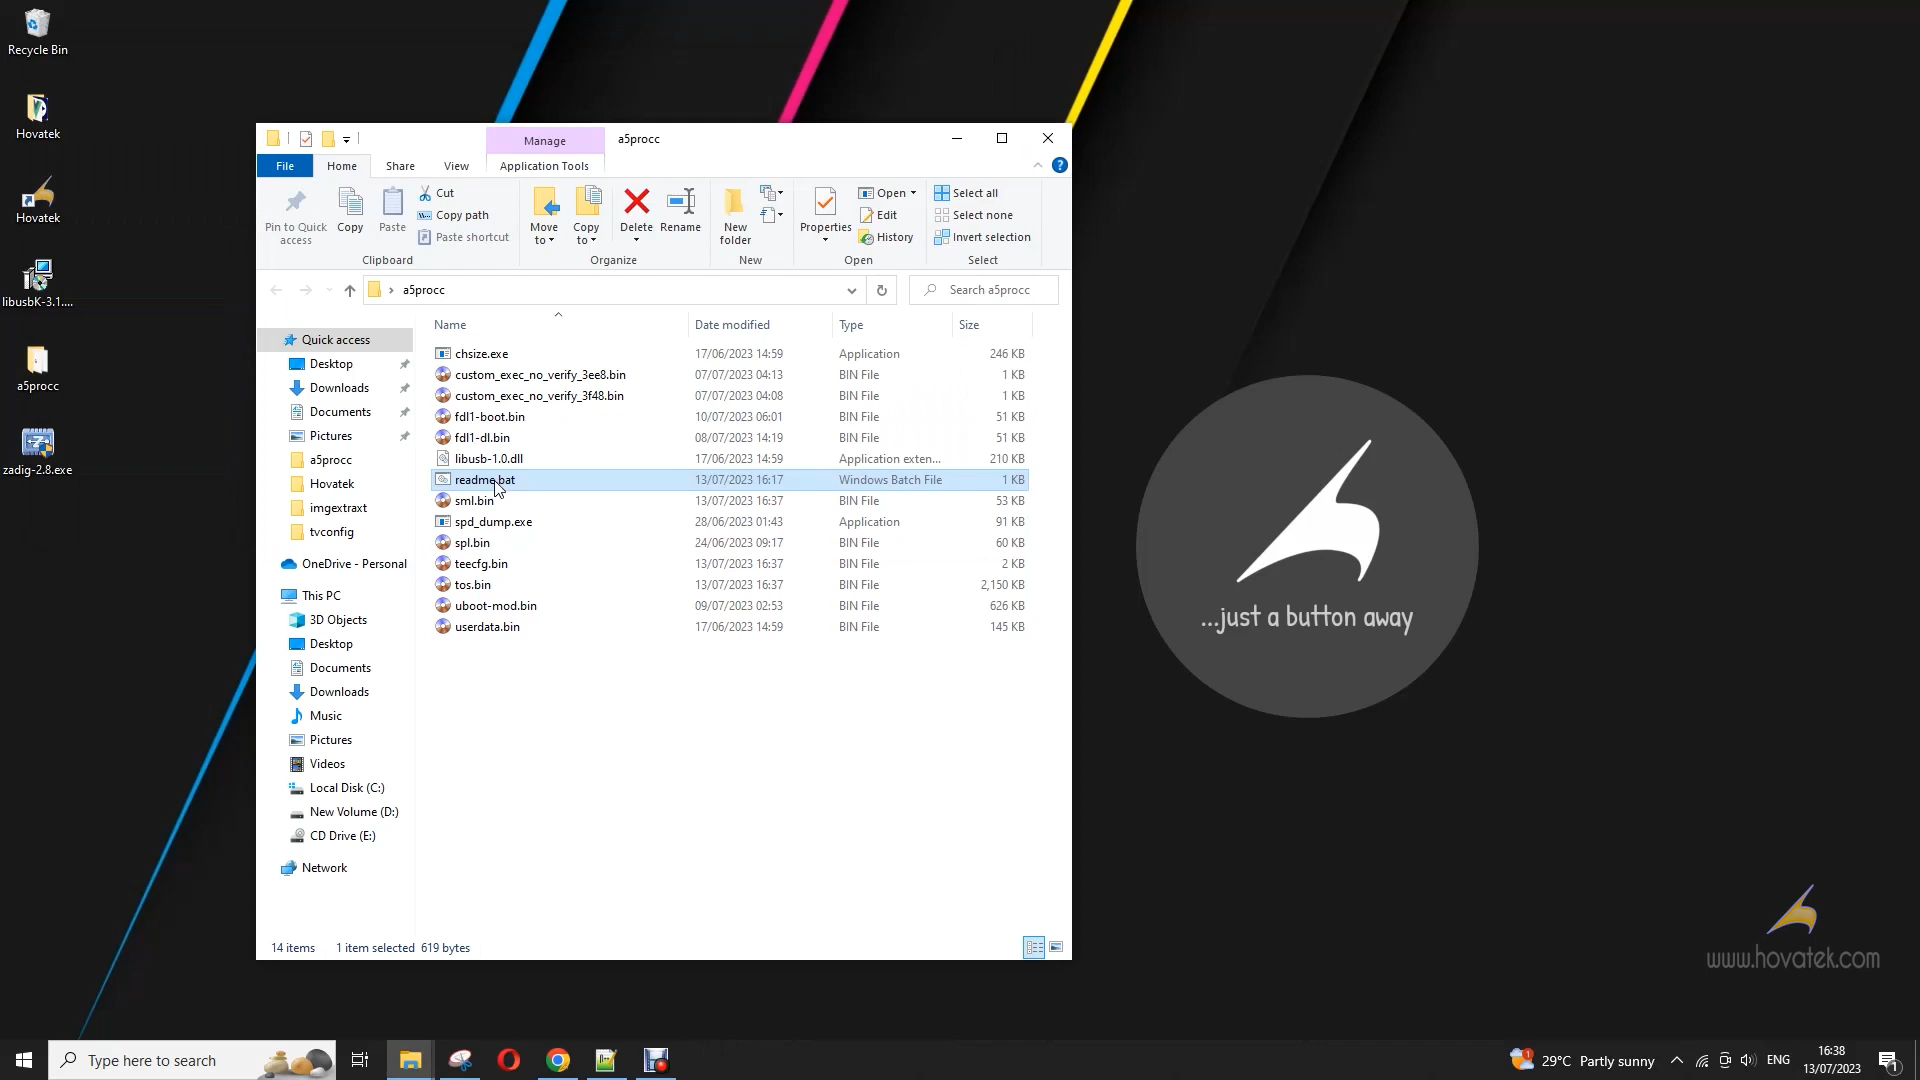 Recycle Bin
Hovatek
Hovatek
libusbK-3.1....
a5procc
zadig-2.8.exe
Manage
a5procc
File
Home
Share
View
Application Tools
Pin to Quick access
Copy
Paste
Cut
Copy path
Paste shortcut
Clipboard
Move to
Copy to
Delete
Rename
Organize
New folder
New
Properties
Open
Edit
History
Open
Select all
Select none
Invert selection
Select
a5procc
Search a5procc
Name Date modified Type Size
chsize.exe 17/06/2023 14:59 Application 246 KB
custom_exec_no_verify_3ee8.bin 07/07/2023 04:13 BIN File 1 KB
custom_exec_no_verify_3f48.bin 07/07/2023 04:08 BIN File 1 KB
fdl1-boot.bin 10/07/2023 06:01 BIN File 51 KB
fdl1-dl.bin 08/07/2023 14:19 BIN File 51 KB
libusb-1.0.dll 17/06/2023 14:59 Application exten... 210 KB
readme.bat 13/07/2023 16:17 Windows Batch File 1 KB
sml.bin 13/07/2023 16:37 BIN File 53 KB
spd_dump.exe 28/06/2023 01:43 Application 91 KB
spl.bin 24/06/2023 09:17 BIN File 60 KB
teecfg.bin 13/07/2023 16:37 BIN File 2 KB
tos.bin 13/07/2023 16:37 BIN File 2,150 KB
uboot-mod.bin 09/07/2023 02:53 BIN File 626 KB
userdata.bin 17/06/2023 14:59 BIN File 145 KB
Quick access
Desktop
Downloads
Documents
Pictures
a5procc
Hovatek
imgextraxt
tvconfig
OneDrive - Personal
This PC
3D Objects
Desktop
Documents
Downloads
Music
Pictures
Videos
Local Disk (C:)
New Volume (D:)
CD Drive (E:)
Network
14 items 1 item selected 619 bytes
...just a button away
www.hovatek.com
Type here to search
1
29°C Partly sunny
ENG
16:38
13/07/2023
1